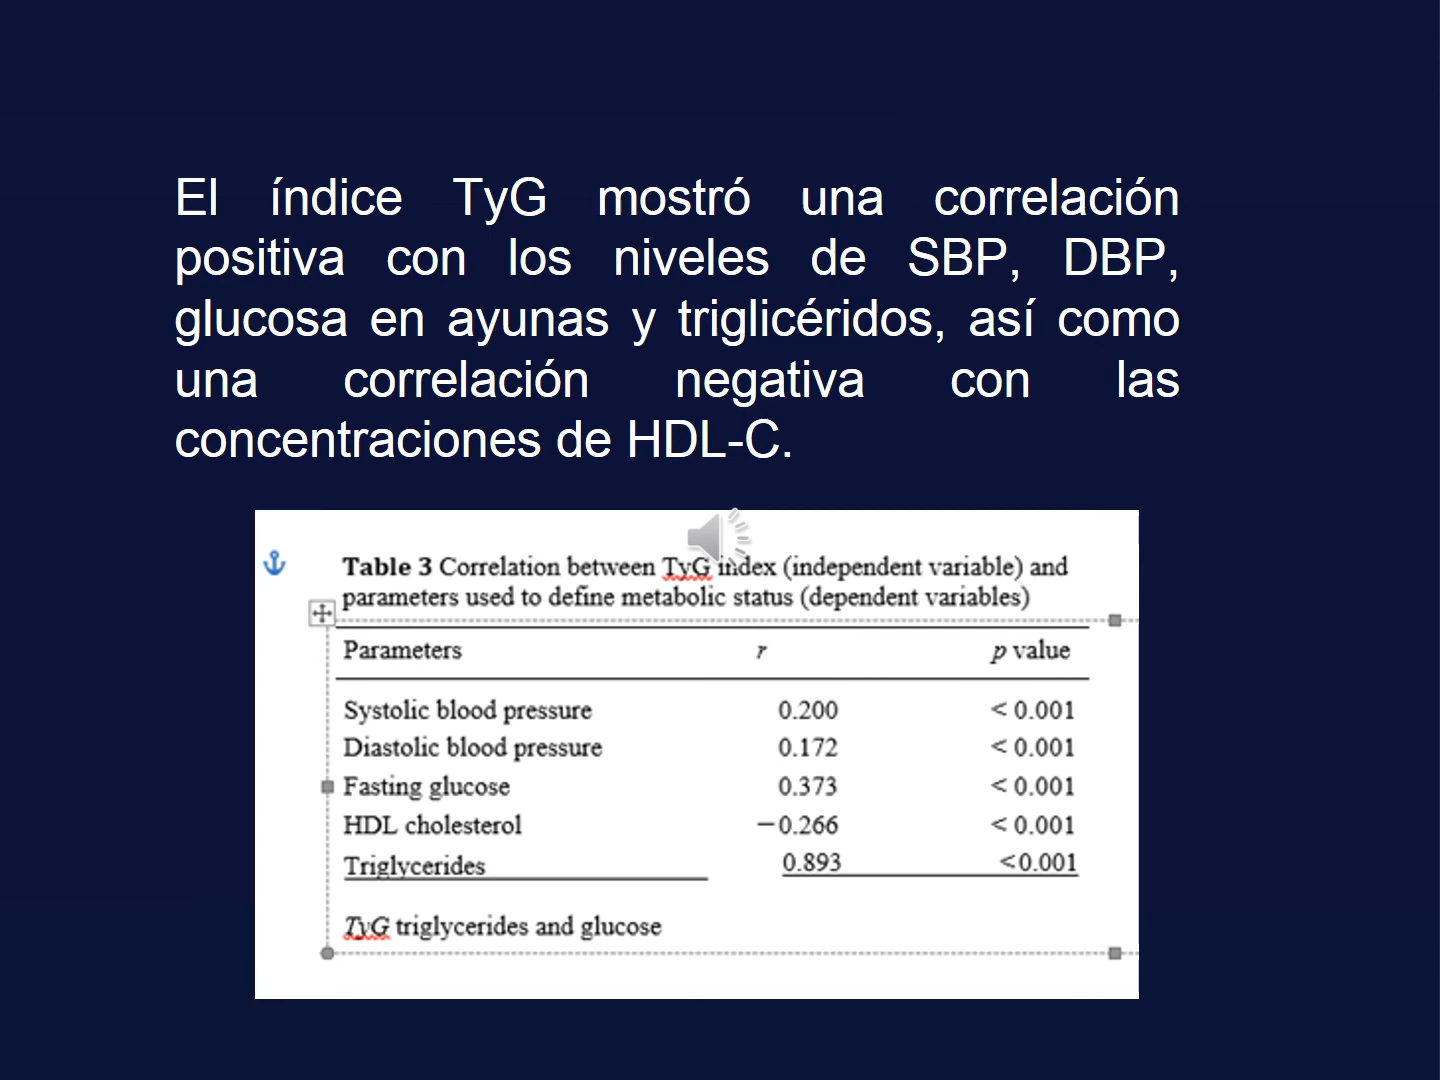 El índice TyG mostró una correlación
positiva con los niveles de SBP, DBP,
glucosa en ayunas y triglicéridos, así como
una correlación negativa con las
concentraciones de HDL-C.
Table 3 Correlation between TyG index (independent variable) and
parameters used to define metabolic status (dependent variables)
Parameters r p value
Systolic blood pressure 0.200 < 0.001
Diastolic blood pressure 0.172 < 0.001
Fasting glucose 0.373 < 0.001
HDL cholesterol −0.266 < 0.001
Triglycerides 0.893 <0.001
TyG triglycerides and glucose